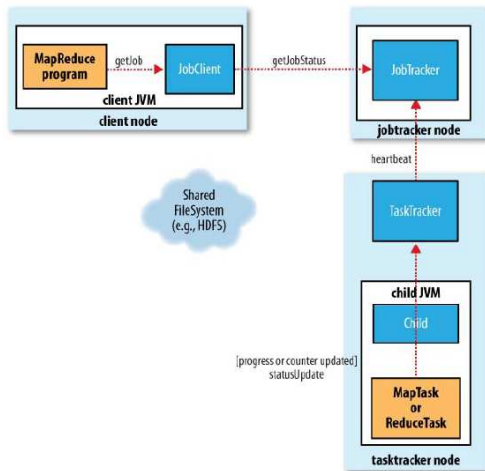 MapReduce
program
getJob
JobClient
client JVM
client node
getJobStatus
JobTracker
jobtracker node
heartbeat
Shared
FileSystem
(e.g., HDFS)
TaskTracker
child JVM
Child
[progress or counter updated]
statusUpdate
MapTask
or
ReduceTask
tasktracker node